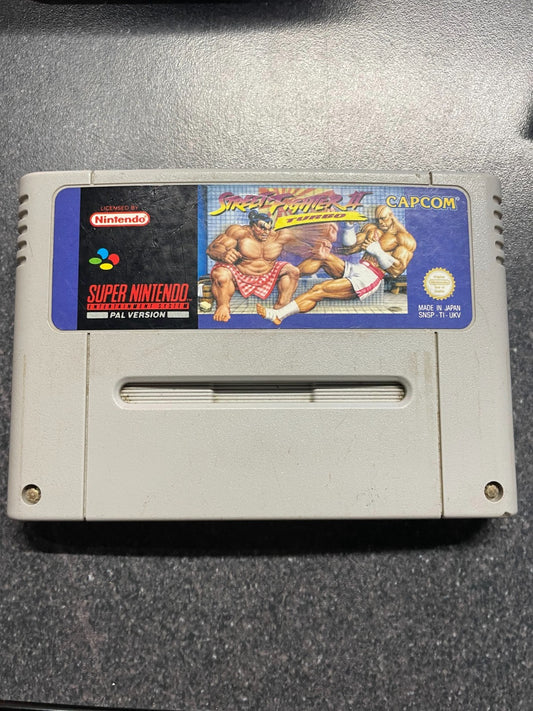 LICENSED BY
Nintendo
SUPER NINTENDO
ENTERTAINMENT SYSTEM
PAL VERSION
STREET FIGHTER II
TURBO
CAPCOM
MADE IN JAPAN
SNSP - TI - UKV